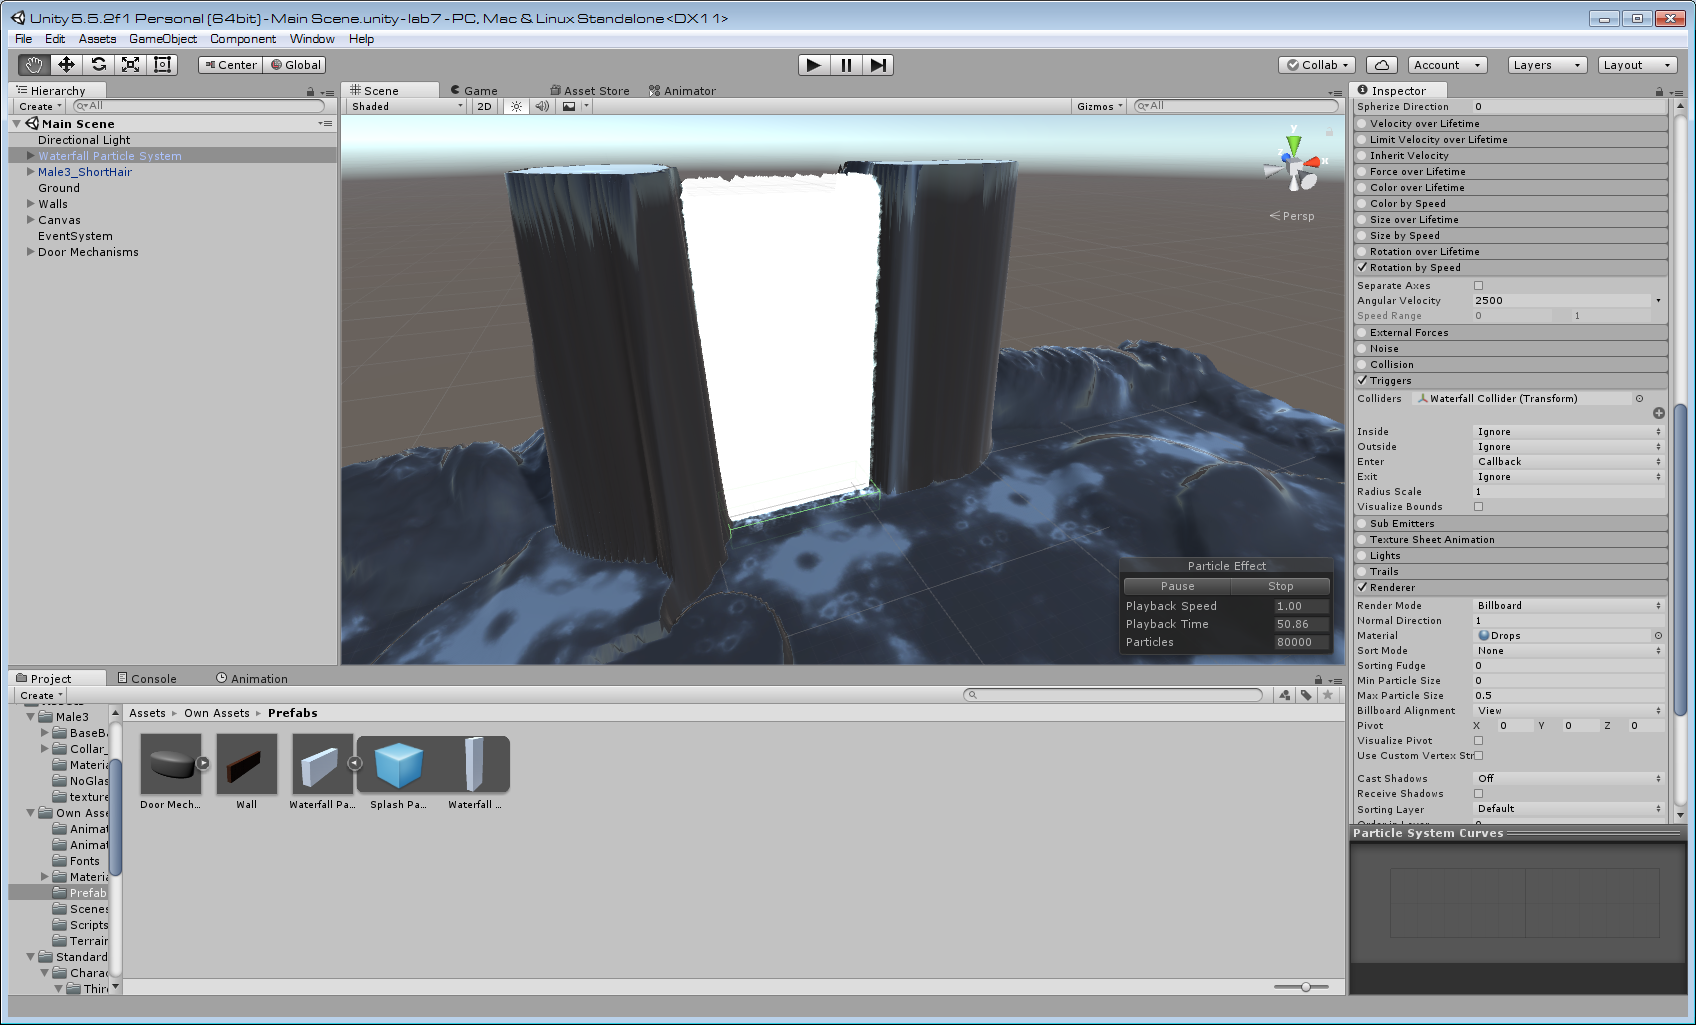 Unity 5.5.2f1 Personal (64bit) - Main Scene.unity - lab7 - PC, Mac & Linux Standalone <DX11>
File Edit Assets GameObject Component Window Help
Center Global Collab Account Layers Layout
Hierarchy
Create All
Main Scene
Directional Light
Waterfall Particle System
Male3_ShortHair
Ground
Walls
Canvas
EventSystem
Door Mechanisms
Scene Game Asset Store Animator
Shaded 2D Gizmos All
y
x
z
Persp
Particle Effect
Pause Stop
Playback Speed 1.00
Playback Time 50.86
Particles 80000
Inspector
Spherize Direction 0
Velocity over Lifetime
Limit Velocity over Lifetime
Inherit Velocity
Force over Lifetime
Color over Lifetime
Color by Speed
Size over Lifetime
Size by Speed
Rotation over Lifetime
Rotation by Speed
Separate Axes
Angular Velocity 2500
Speed Range 0 1
External Forces
Noise
Collision
Triggers
Colliders Waterfall Collider (Transform)
Inside Ignore
Outside Ignore
Enter Callback
Exit Ignore
Radius Scale 1
Visualize Bounds
Sub Emitters
Texture Sheet Animation
Lights
Trails
Renderer
Render Mode Billboard
Normal Direction 1
Material Drops
Sort Mode None
Sorting Fudge 0
Min Particle Size 0
Max Particle Size 0.5
Billboard Alignment View
Pivot X 0 Y 0 Z 0
Visualize Pivot
Use Custom Vertex Str
Cast Shadows Off
Receive Shadows
Sorting Layer Default
Particle System Curves
Project Console Animation
Create
Male3
BaseBa
Collar_
Materia
NoGlas
texture
Own Asse
Animat
Animat
Fonts
Materia
Prefab
Scenes
Scripts
Terrain
Standard
Charac
Thir
Assets Own Assets Prefabs
Door Mech... Wall Waterfall Pa... Splash Pa... Waterfall ...